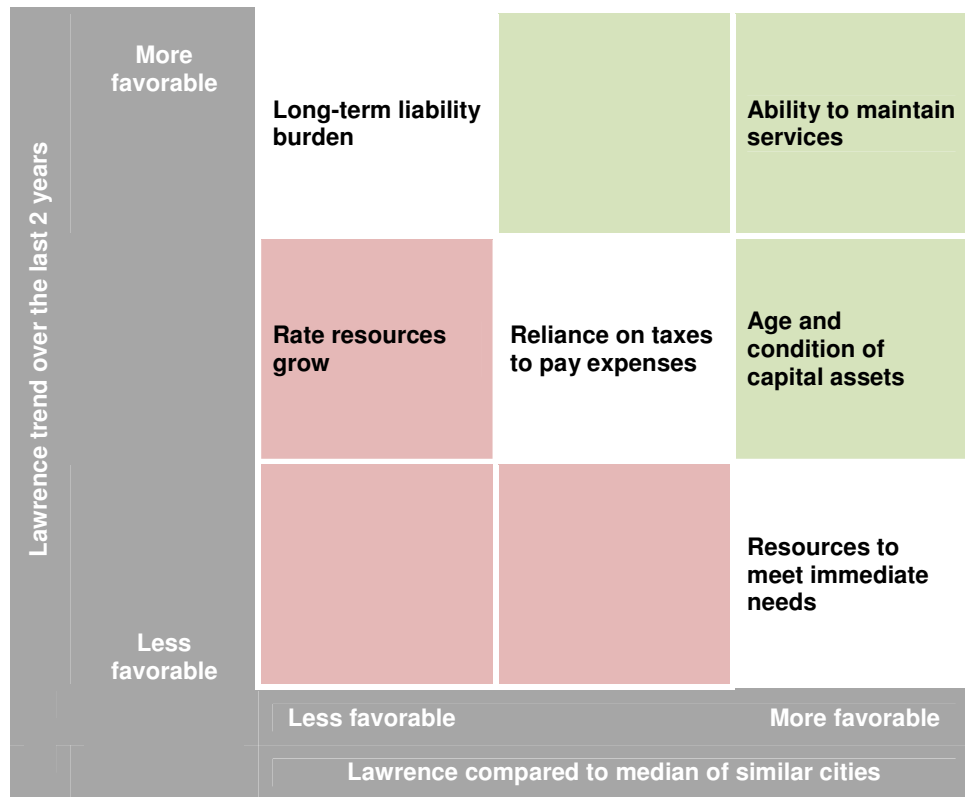 Lawrence trend over the last 2 years
More
favorable
Long-term liability
burden
Ability to maintain
services
Rate resources
grow
Reliance on taxes
to pay expenses
Age and
condition of
capital assets
Resources to
meet immediate
needs
Less
favorable
Less favorable
More favorable
Lawrence compared to median of similar cities